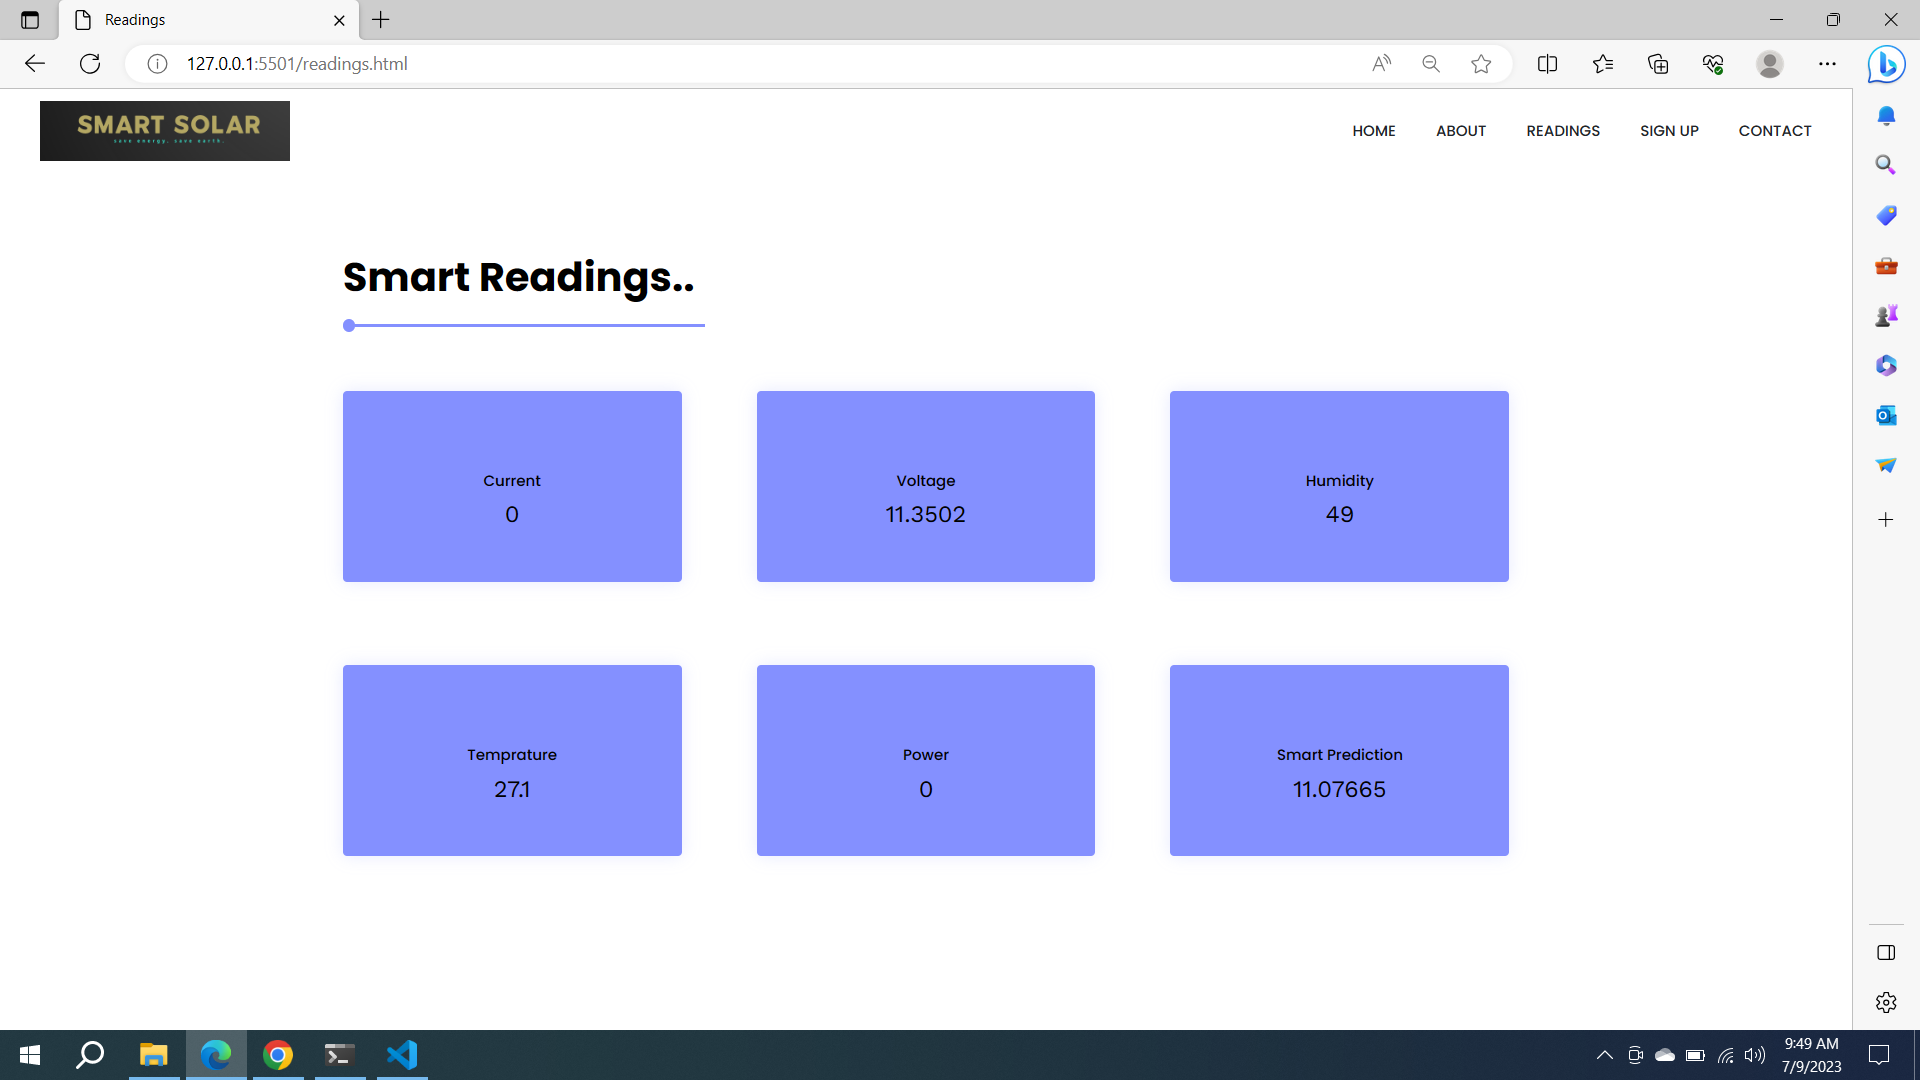 Readings
127.0.0.1:5501/readings.html
SMART SOLAR
save energy, save earth.
HOME ABOUT READINGS SIGN UP CONTACT
Smart Readings..
Current
0
Voltage
11.3502
Humidity
49
Temprature
27.1
Power
0
Smart Prediction
11.07665
9:49 AM
7/9/2023